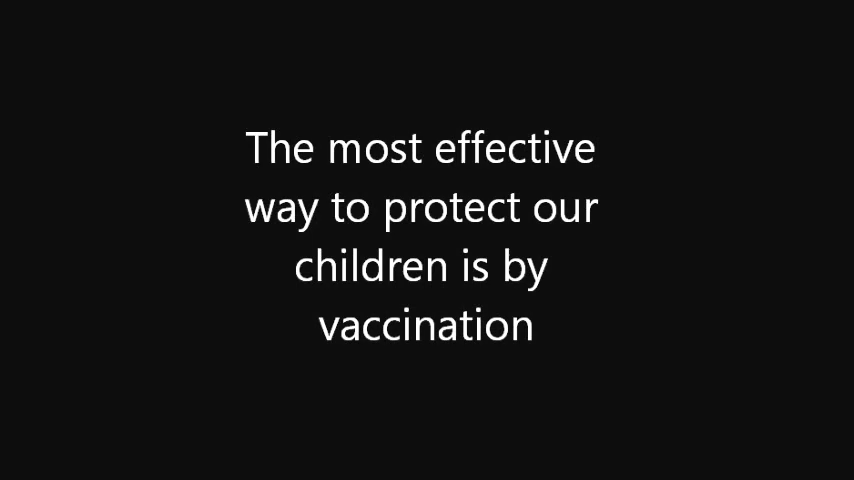 The most effective
way to protect our
children is by
vaccination